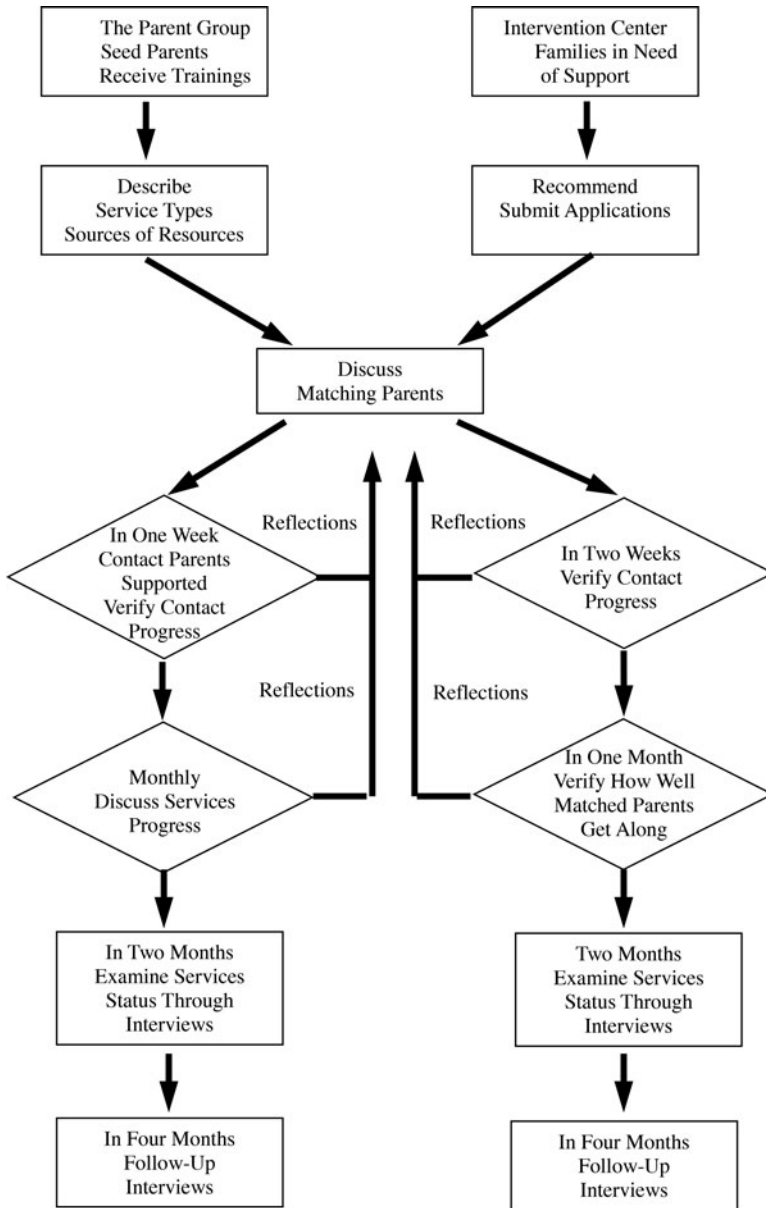 The Parent Group
Seed Parents
Receive Trainings
Intervention Center
Families in Need
of Support
Describe
Service Types
Sources of Resources
Recommend
Submit Applications
Discuss
Matching Parents
In One Week
Contact Parents
Supported
Verify Contact
Progress
Reflections
Reflections
In Two Weeks
Verify Contact
Progress
Monthly
Discuss Services
Progress
Reflections
Reflections
In One Month
Verify How Well
Matched Parents
Get Along
In Two Months
Examine Services
Status Through
Interviews
Two Months
Examine Services
Status Through
Interviews
In Four Months
Follow-Up
Interviews
In Four Months
Follow-Up
Interviews